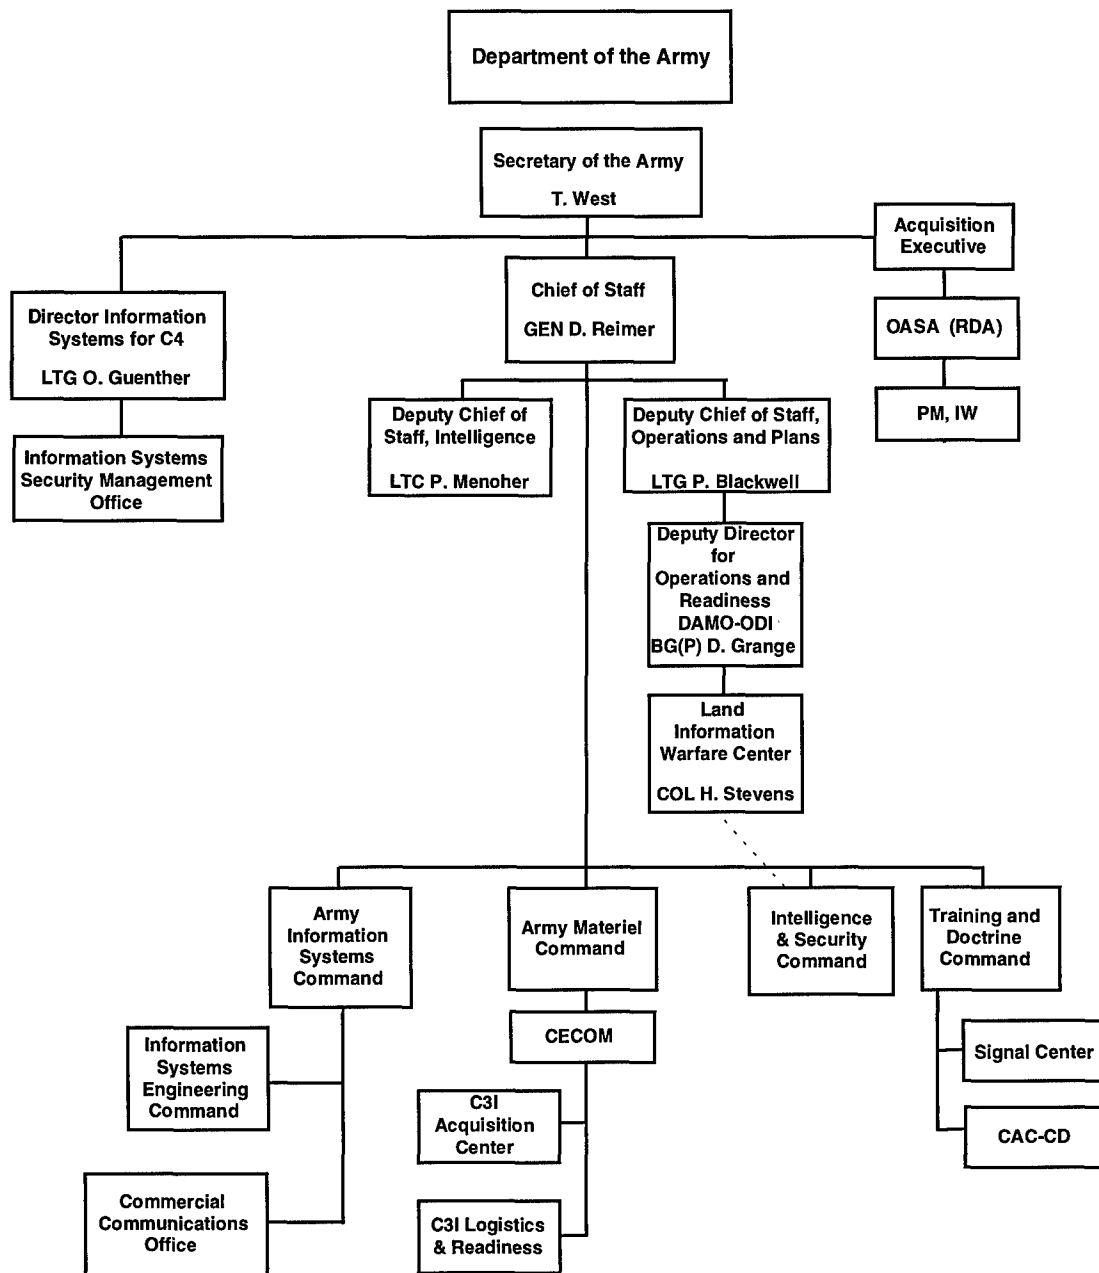 Department of the Army
Secretary of the Army
T. West
Acquisition
Executive
Director Information
Systems for C4
LTG O. Guenther
Chief of Staff
GEN D. Reimer
OASA (RDA)
PM, IW
Information Systems
Security Management
Office
Deputy Chief of
Staff, Intelligence
LTC P. Menoher
Deputy Chief of Staff,
Operations and Plans
LTG P. Blackwell
Deputy Director
for
Operations and
Readiness
DAMO-ODI
BG(P) D. Grange
Land
Information
Warfare Center
COL H. Stevens
Army
Information
Systems
Command
Army Materiel
Command
Intelligence
& Security
Command
Training and
Doctrine
Command
Information
Systems
Engineering
Command
Commercial
Communications
Office
CECOM
C3I
Acquisition
Center
C3I Logistics
& Readiness
Signal Center
CAC-CD